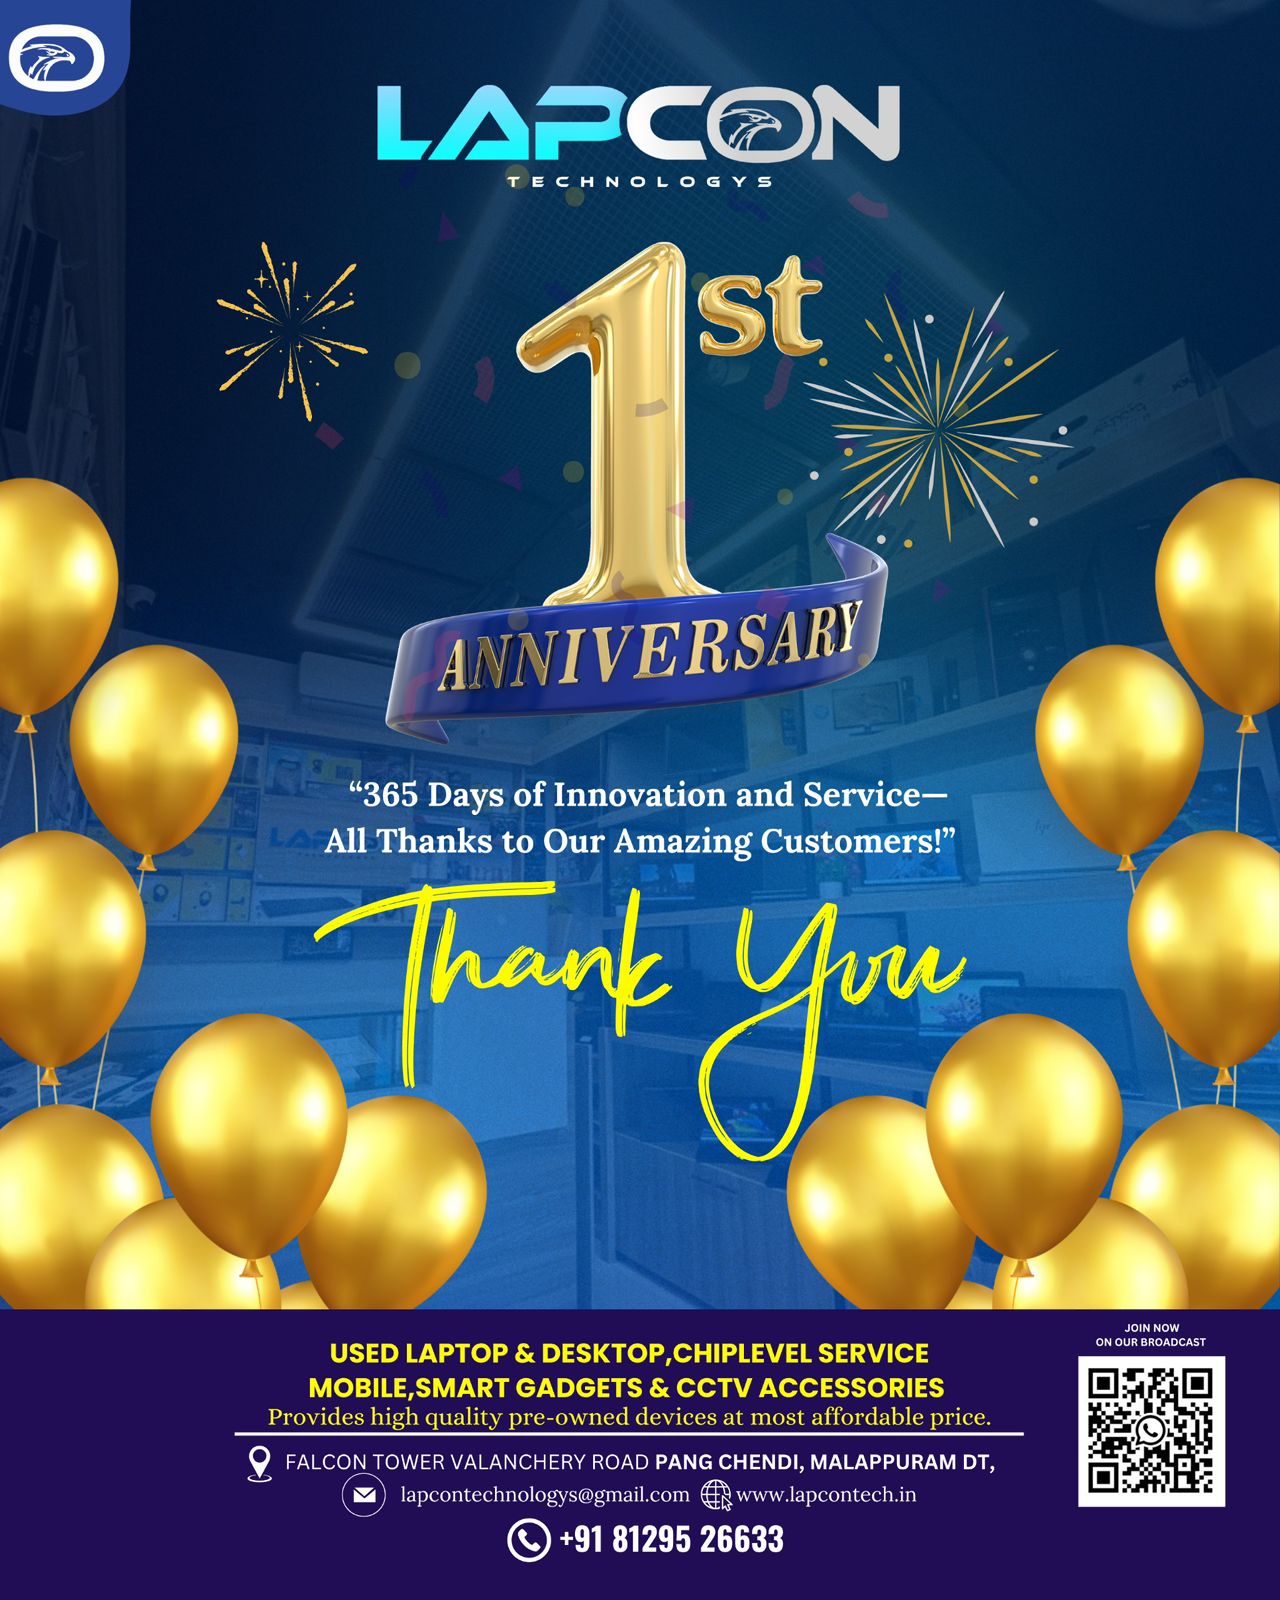 LAPCON
TECHNOLOGYS
1st
ANNIVERSARY
“365 Days of Innovation and Service—
All Thanks to Our Amazing Customers!”
Thank You
USED LAPTOP & DESKTOP,CHIPLEVEL SERVICE
MOBILE,SMART GADGETS & CCTV ACCESSORIES
Provides high quality pre-owned devices at most affordable price.
JOIN NOW
ON OUR BROADCAST
FALCON TOWER VALANCHERY ROAD PANG CHENDI, MALAPPURAM DT,
lapcontechnologys@gmail.com www.lapcontech.in
+91 81295 26633